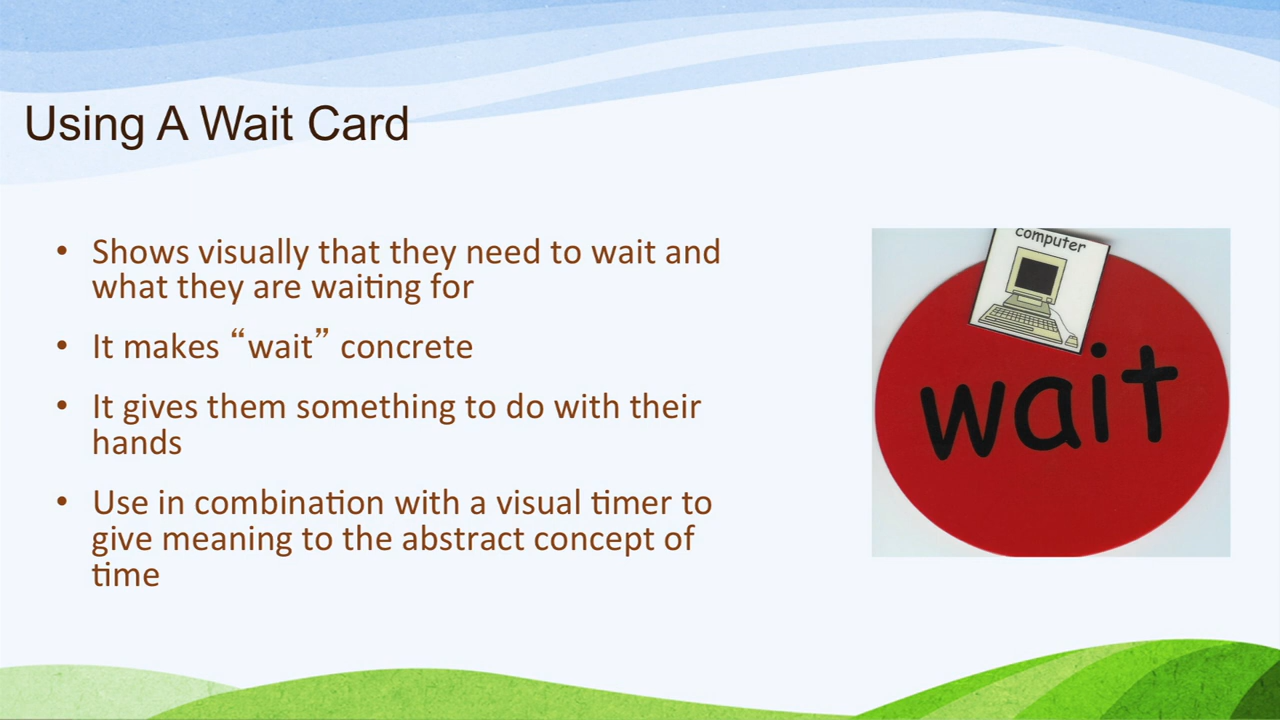 Using A Wait Card
• Shows visually that they need to wait and
what they are waiting for
• It makes “wait” concrete
• It gives them something to do with their
hands
• Use in combination with a visual timer to
give meaning to the abstract concept of
time
computer
wait